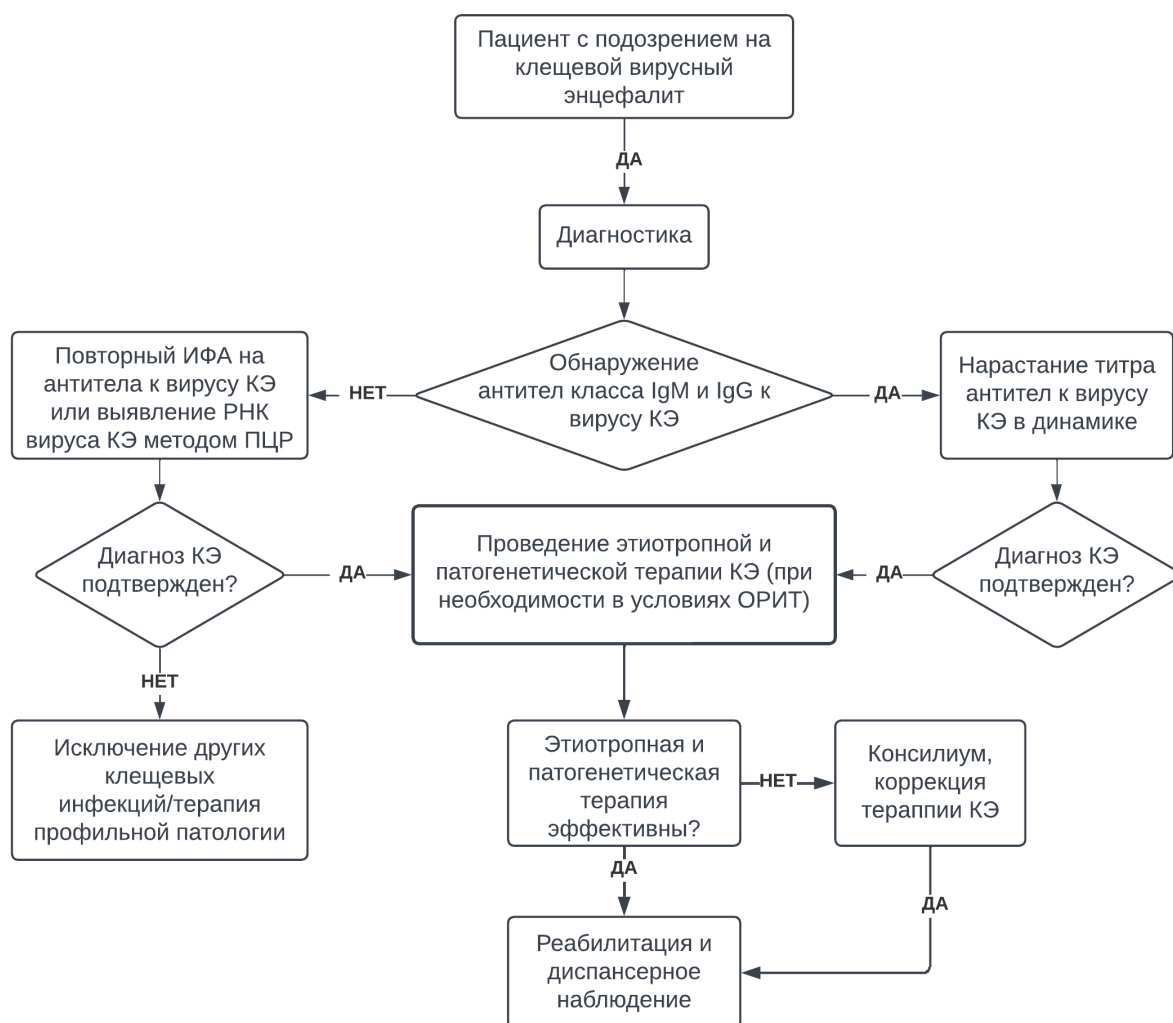 Пациент с подозрением на
клещевой вирусный
энцефалит
ДА
Диагностика
Обнаружение
антител класса IgM и IgG к
вирусу КЭ
НЕТ
ДА
Повторный ИФА на
антитела к вирусу КЭ
или выявление РНК
вируса КЭ методом ПЦР
Нарастание титра
антител к вирусу
КЭ в динамике
Диагноз КЭ
подтвержден?
ДА
Проведение этиотропной и
патогенетической терапии КЭ (при
необходимости в условиях ОРИТ)
ДА
Диагноз КЭ
подтвержден?
НЕТ
Исключение других
клещевых
инфекций/терапия
профильной патологии
Этиотропная и
патогенетическая
терапия
эффективны?
НЕТ
Консилиум,
коррекция
тераппии КЭ
ДА
ДА
Реабилитация и
диспансерное
наблюдение